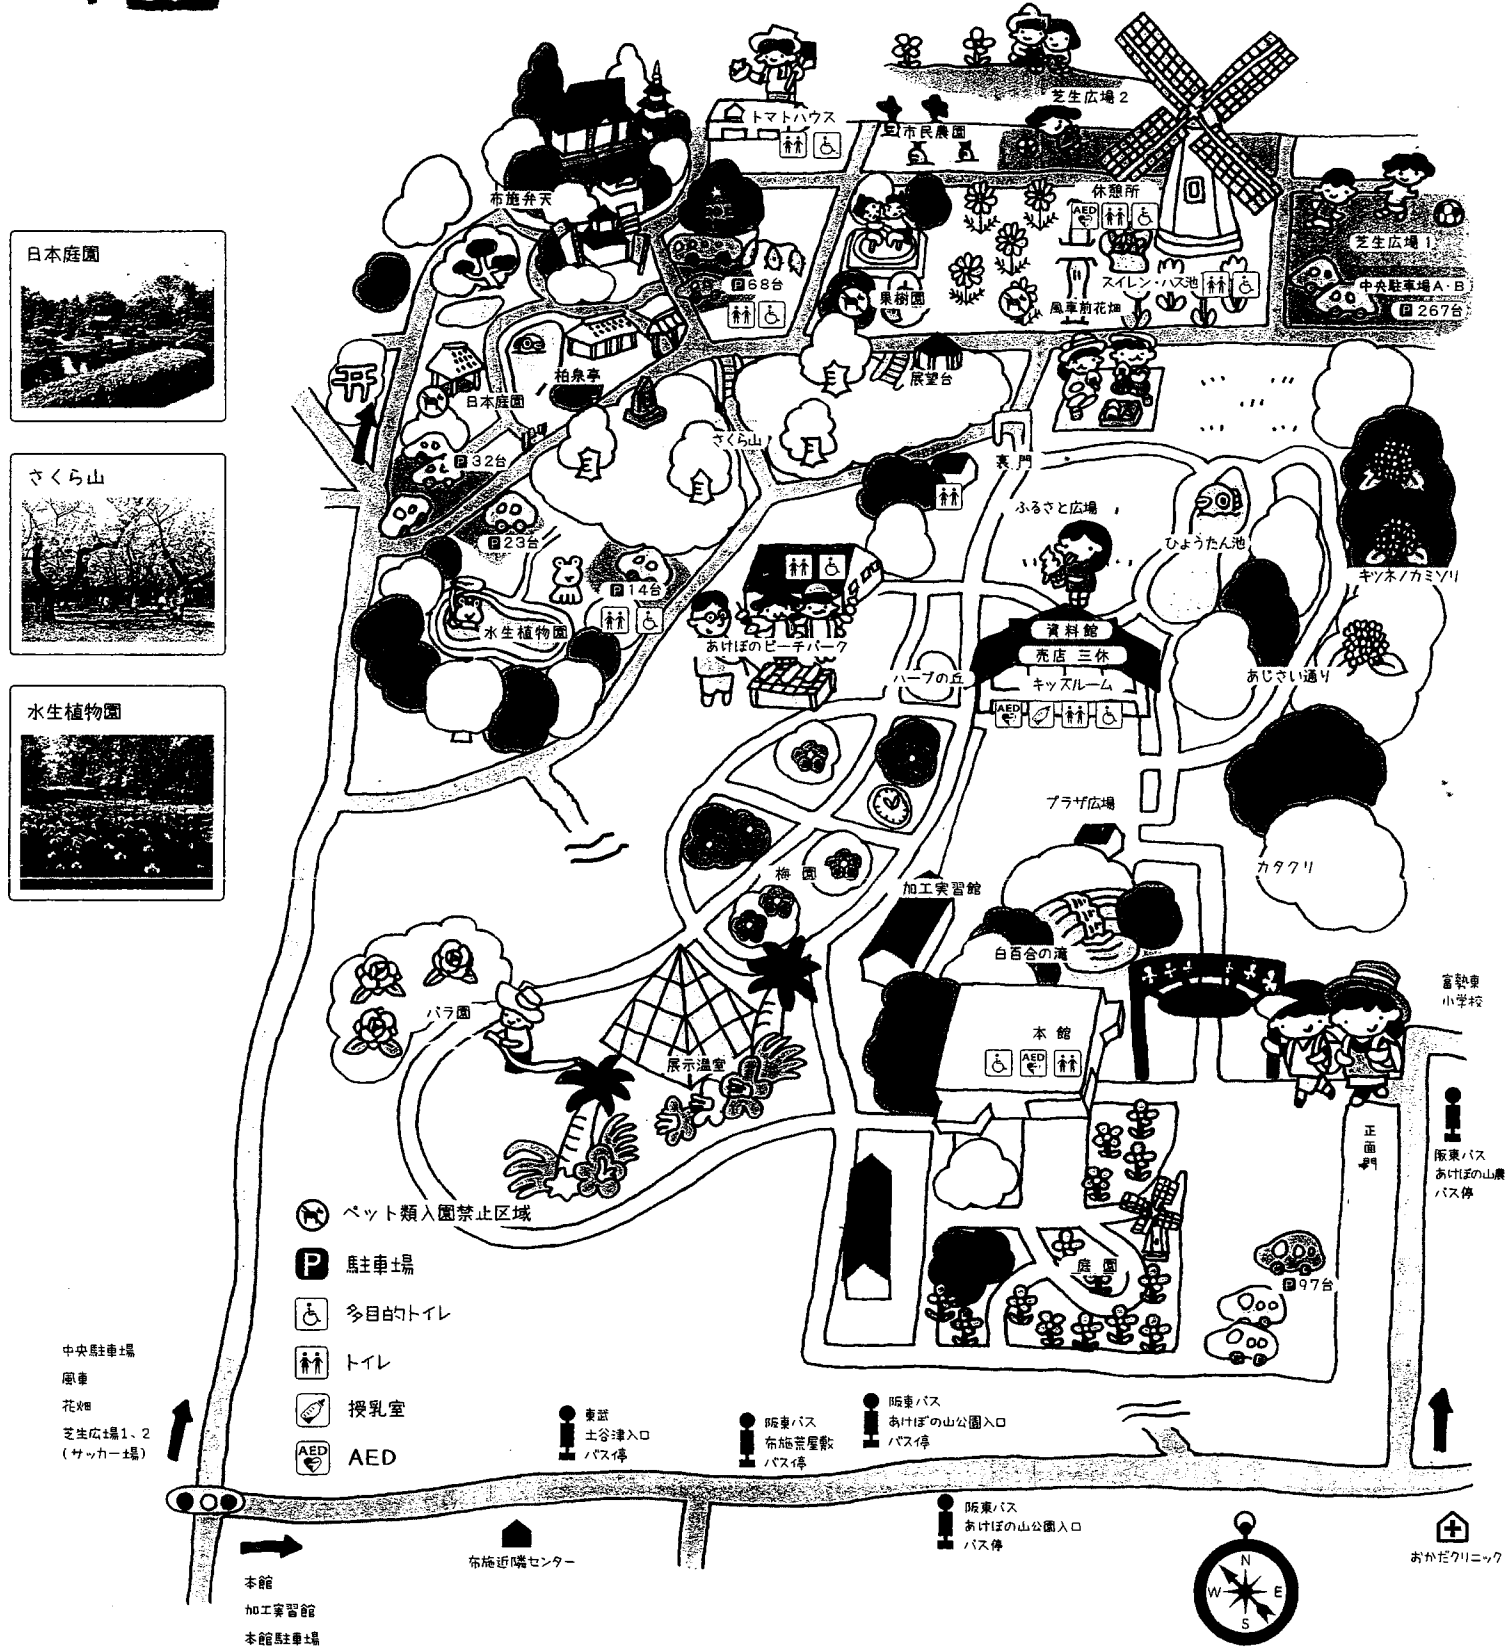 日本庭園
さくら山
水生植物園
芝生広場2
トマトハウス
市民農園
布施弁天
休憩所
AED
芝生広場1
P68台
果樹園
スイレン・ハス池
風車前花畑
中央駐車場A・B
P267台
柏泉亭
日本庭園
展望台
さくら山
裏門
P32台
P23台
ふるさと広場
ひょうたん池
キツネノカミソリ
P14台
水生植物園
あけぼのビーチパーク
資料館
売店 三休
キッズルーム
AED
ハーブの丘
あじさい通り
プラザ広場
カタクリ
梅園
加工実習館
白百合の滝
バラ園
展示温室
本館
AED
富勢東
小学校
正面門
阪東バス
あけぼの山農
バス停
庭園
P97台
ペット類入園禁止区域
P 駐車場
多目的トイレ
トイレ
授乳室
AED AED
中央駐車場
風車
花畑
芝生広場1、2
(サッカー場)
東武
土谷津入口
バス停
阪東バス
布施荒屋敷
バス停
阪東バス
あけぼの山公園入口
バス停
阪東バス
あけぼの山公園入口
バス停
布施近隣センター
おかだクリニック
本館
加工実習館
本館駐車場
N
W E
S